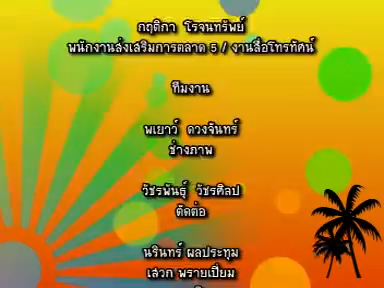 กฤติกา โรจนทรัพย์
พนักงานส่งเสริมการตลาด 5 / งานสื่อโทรทัศน์
ทีมงาน
พเยาว์ ดวงจันทร์
ช่างภาพ
วัชรพันธุ์ วัชรศิลป์
ตัดต่อ
นรินทร์ ผลประทุม
เสวก พรายเปี่ยม